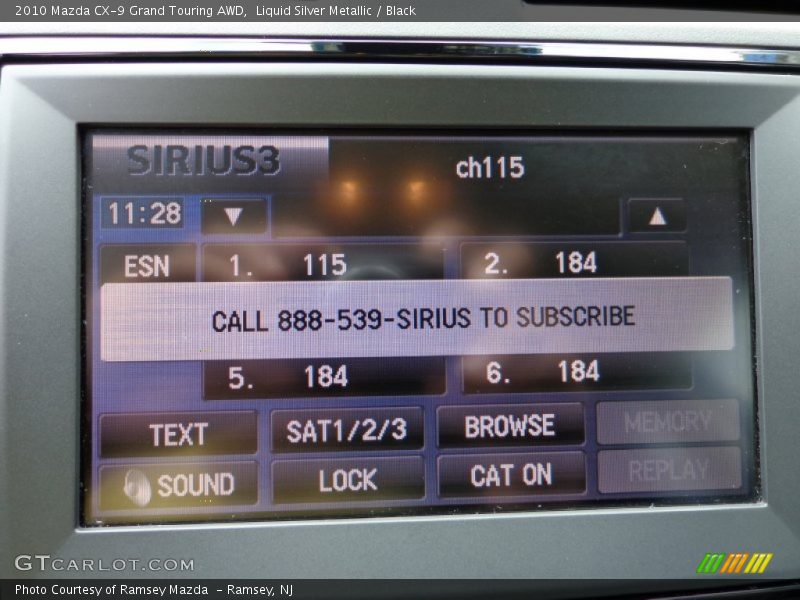 2010 Mazda CX-9 Grand Touring AWD,  Liquid Silver Metallic / Black
SIRIUS3
ch115
11:28 ▼ ▲
ESN 1. 115 2. 184
CALL 888-539-SIRIUS TO SUBSCRIBE
5. 184 6. 184
TEXT SAT1/2/3 BROWSE MEMORY
SOUND LOCK CAT ON REPLAY
GTCARLOT.COM
Photo Courtesy of Ramsey Mazda  - Ramsey, NJ